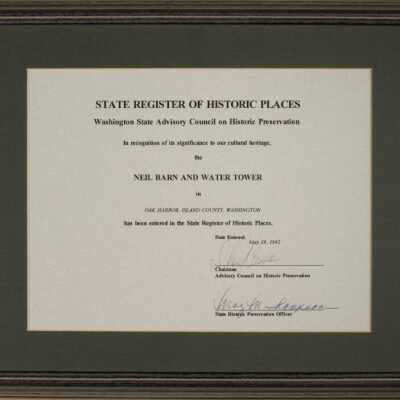 STATE REGISTER OF HISTORIC PLACES
Washington State Advisory Council on Historic Preservation
In recognition of its significance to our cultural heritage,
the
NEIL BARN AND WATER TOWER
in
OAK HARBOR, ISLAND COUNTY, WASHINGTON
has been entered in the State Register of Historic Places.
Date Entered:
May 28, 1982
Chairman
Advisory Council on Historic Preservation
State Historic Preservation Officer